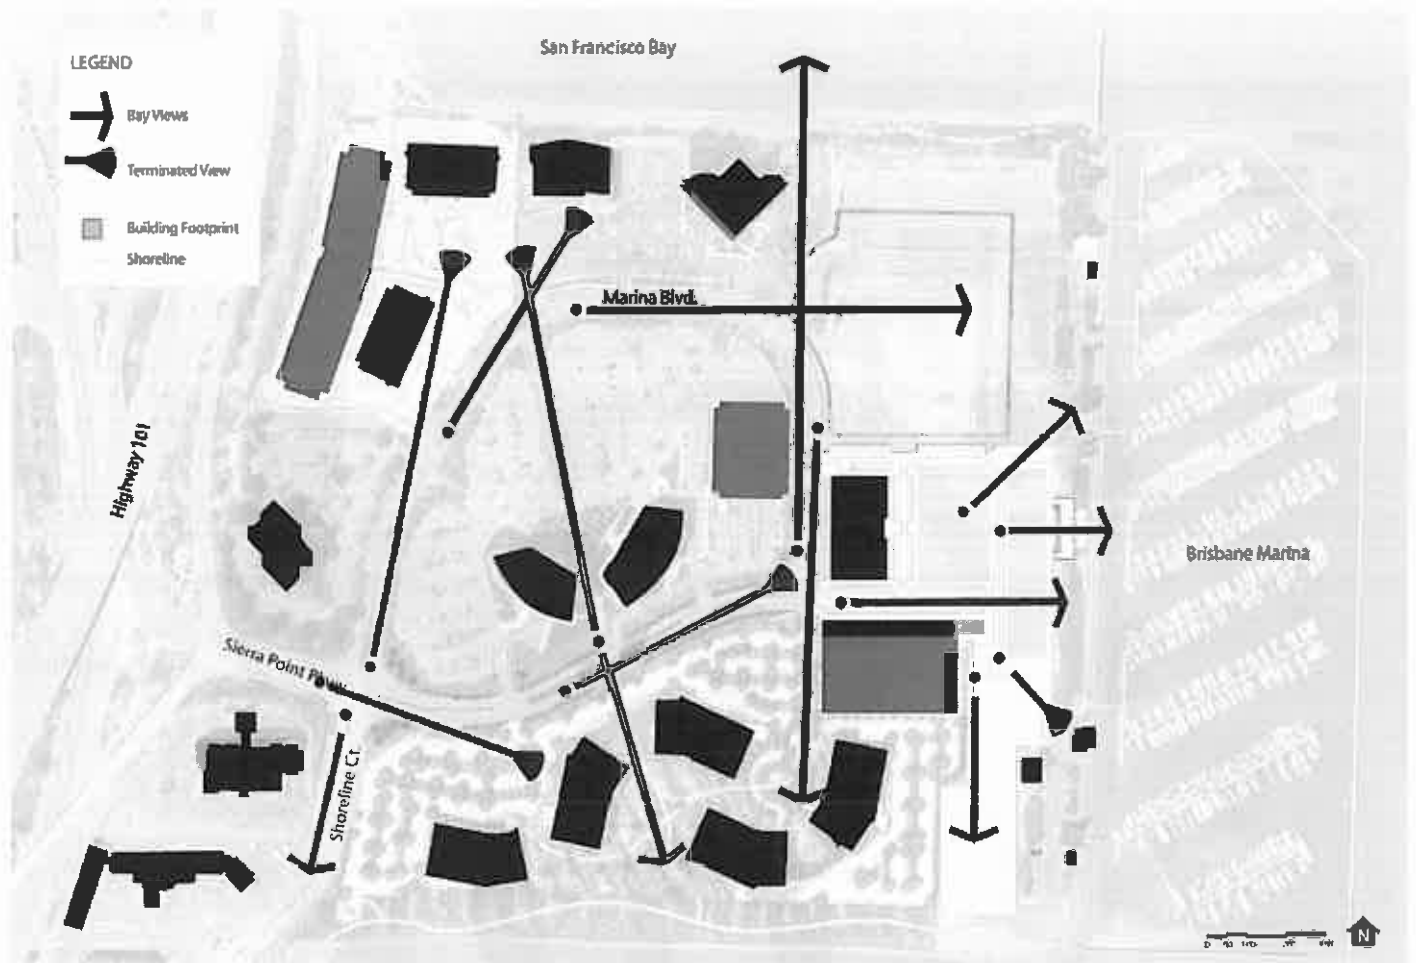 San Francisco Bay
LEGEND
Bay Views
Terminated View
Building Footprint
Shoreline
Marina Blvd.
Highway 101
Brisbane Marina
Sierra Point
Shoreline Ct
N